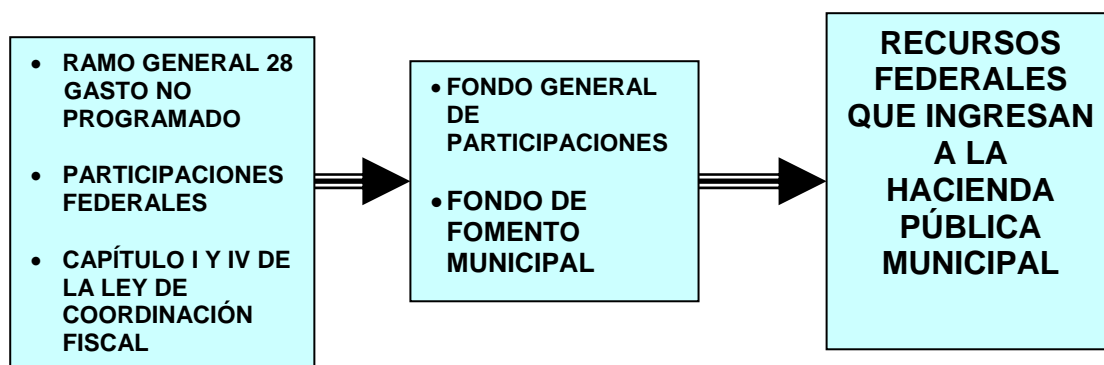 • RAMO GENERAL 28
GASTO NO
PROGRAMADO
• PARTICIPACIONES
FEDERALES
• CAPÍTULO I Y IV DE
LA LEY DE
COORDINACIÓN
FISCAL
• FONDO GENERAL
DE
PARTICIPACIONES
• FONDO DE
FOMENTO
MUNICIPAL
RECURSOS
FEDERALES
QUE INGRESAN
A LA
HACIENDA
PÚBLICA
MUNICIPAL